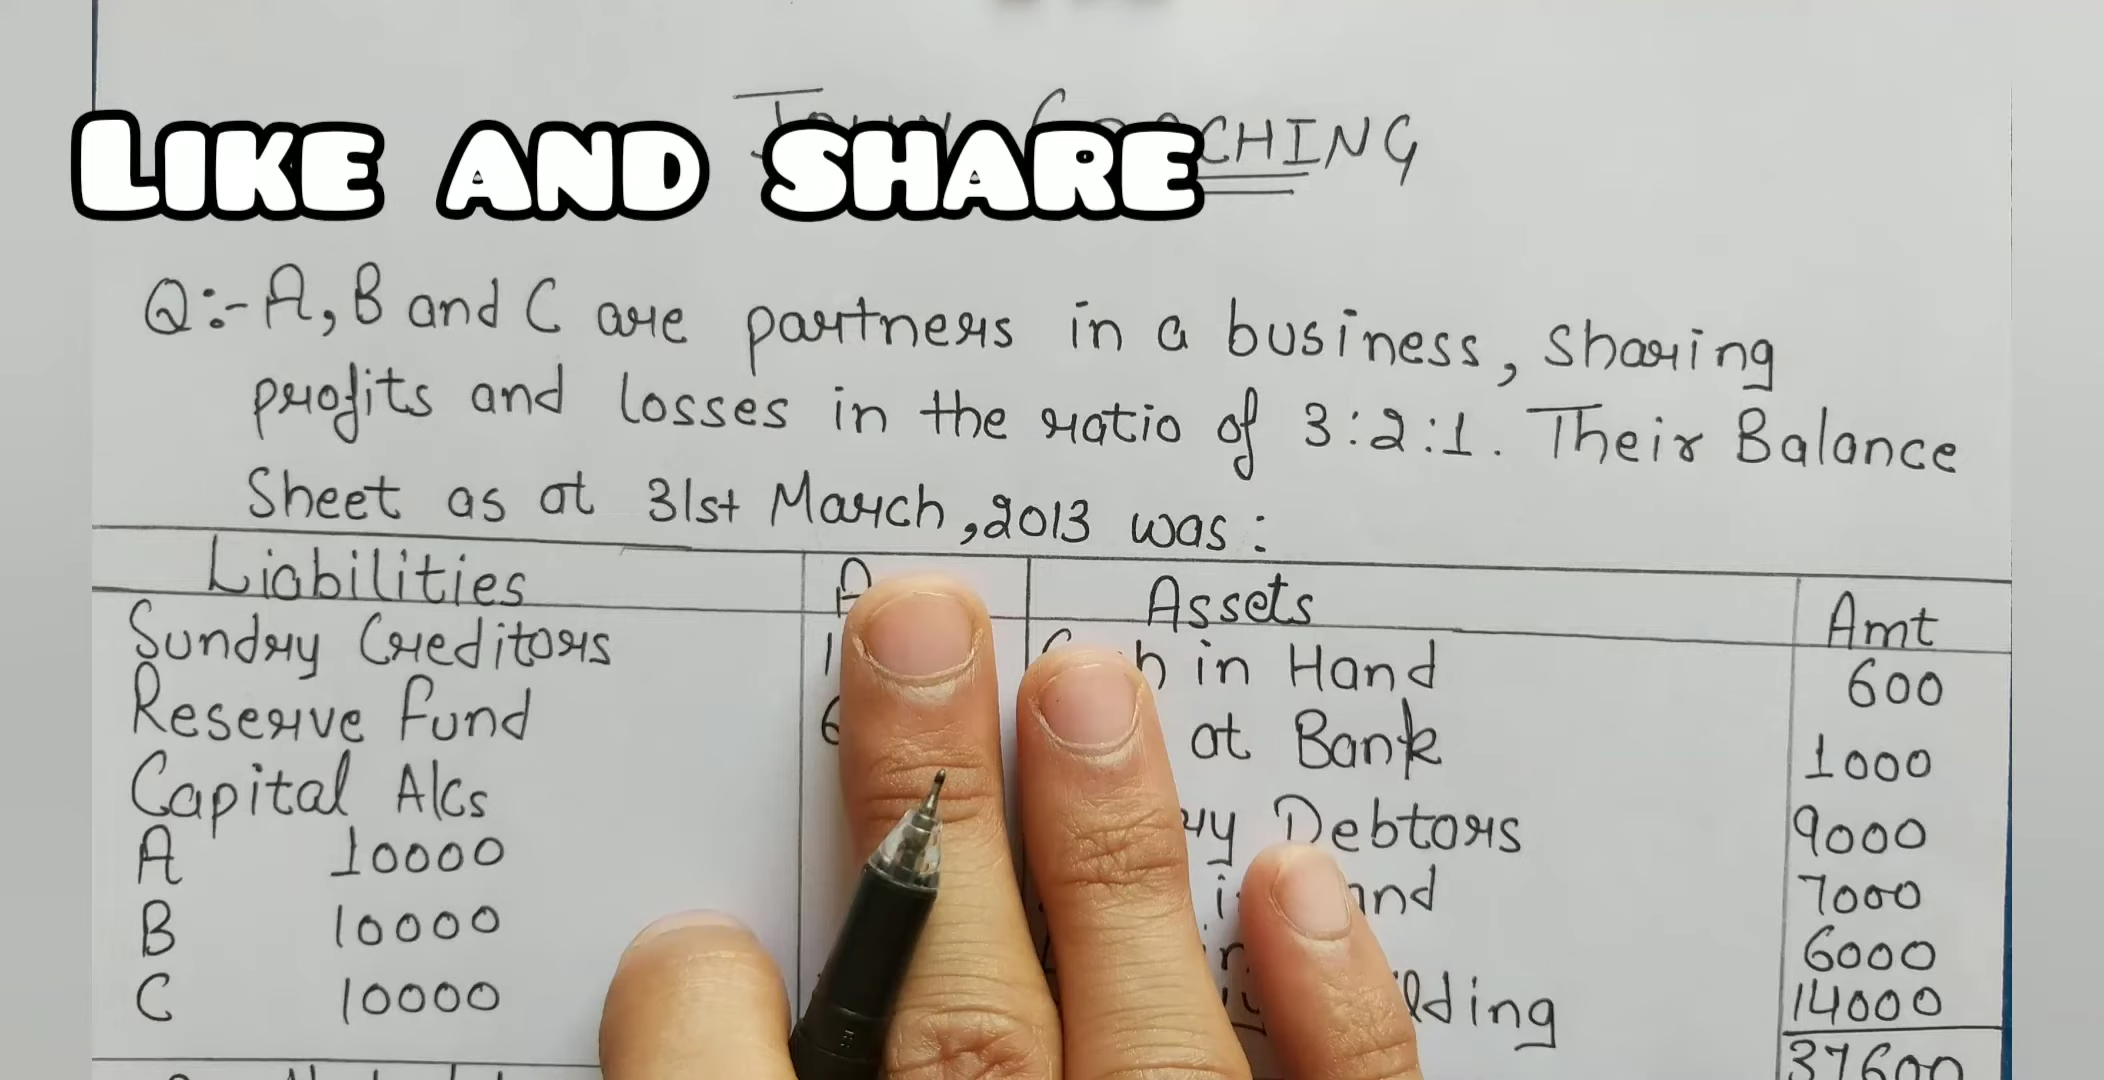 LIKE AND SHARE
CHING
Q:- A, B and C are partners in a business, sharing
profits and losses in the ratio of 3:2:1. Their Balance
Sheet as at 31st March, 2013 was:
Liabilities Assets Amt
Sundry Creditors in Hand 600
Reserve fund at Bank 1000
Capital A/cs Debtors 9000
A 10000 7000
B 10000 6000
C 10000 14000
37600